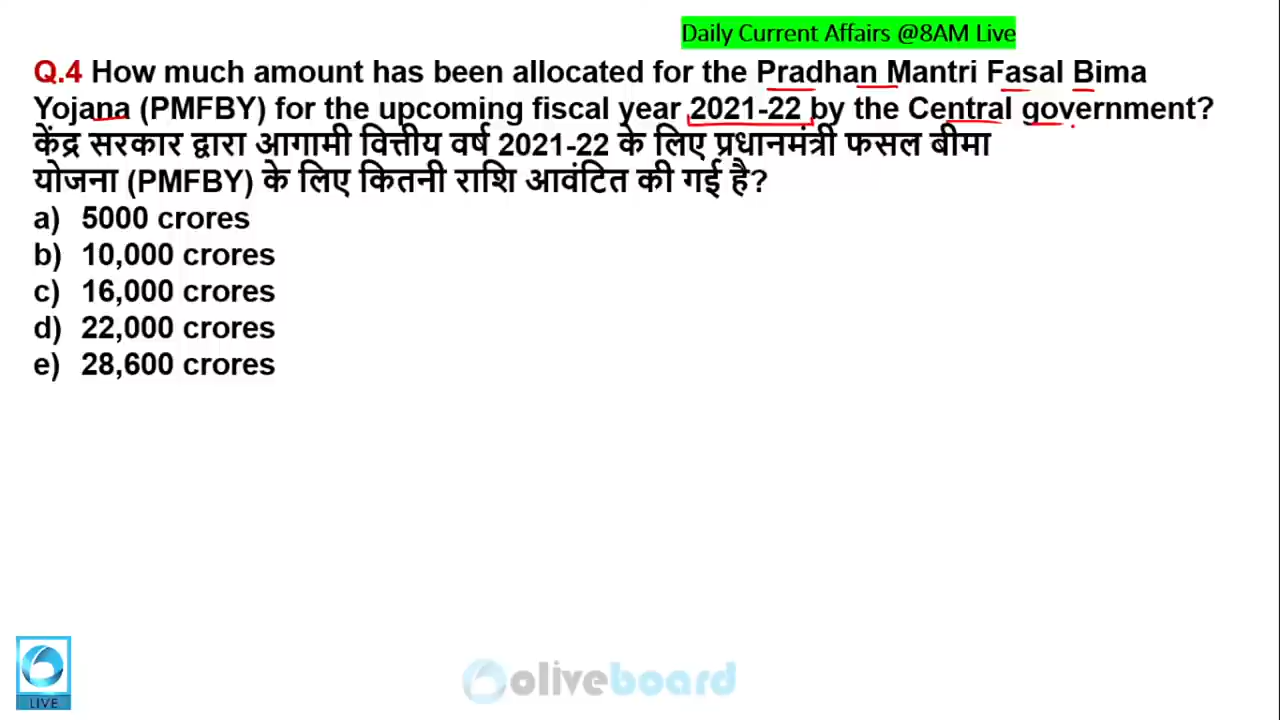 Daily Current Affairs @8AM Live
Q.4 How much amount has been allocated for the Pradhan Mantri Fasal Bima
Yojana (PMFBY) for the upcoming fiscal year 2021-22 by the Central government?
केंद्र सरकार द्वारा आगामी वित्तीय वर्ष 2021-22 के लिए प्रधानमंत्री फसल बीमा
योजना (PMFBY) के लिए कितनी राशि आवंटित की गई है?
a) 5000 crores
b) 10,000 crores
c) 16,000 crores
d) 22,000 crores
e) 28,600 crores
LIVE
oliveboard